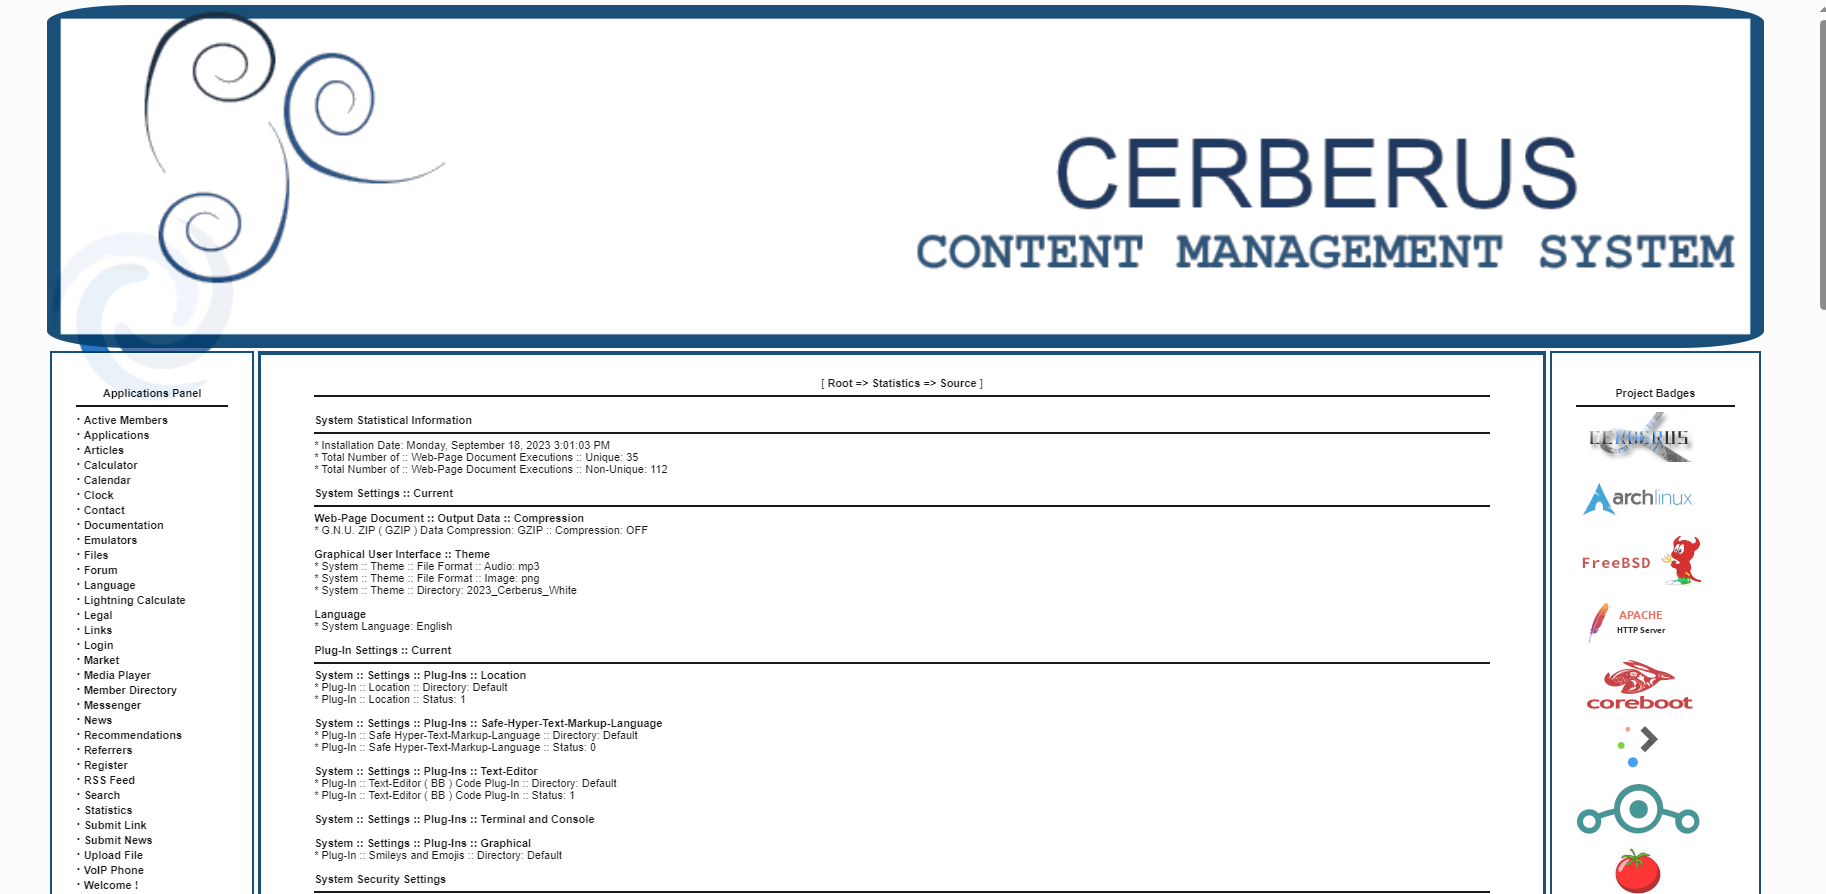 CERBERUS
CONTENT MANAGEMENT SYSTEM
Applications Panel
· Active Members
· Applications
· Articles
· Calculator
· Calendar
· Clock
· Contact
· Documentation
· Emulators
· Files
· Forum
· Language
· Lightning Calculate
· Legal
· Links
· Login
· Market
· Media Player
· Member Directory
· Messenger
· News
· Recommendations
· Referrers
· Register
· RSS Feed
· Search
· Statistics
· Submit Link
· Submit News
· Upload File
· VoIP Phone
· Welcome !
[ Root => Statistics => Source ]
System Statistical Information
* Installation Date: Monday, September 18, 2023 3:01:03 PM
* Total Number of :: Web-Page Document Executions :: Unique: 35
* Total Number of :: Web-Page Document Executions :: Non-Unique: 112
System Settings :: Current
Web-Page Document :: Output Data :: Compression
* G.N.U. ZIP ( GZIP ) Data Compression: GZIP :: Compression: OFF
Graphical User Interface :: Theme
* System :: Theme :: File Format :: Audio: mp3
* System :: Theme :: File Format :: Image: png
* System :: Theme :: Directory: 2023_Cerberus_White
Language
* System Language: English
Plug-In Settings :: Current
System :: Settings :: Plug-Ins :: Location
* Plug-In :: Location :: Directory: Default
* Plug-In :: Location :: Status: 1
System :: Settings :: Plug-Ins :: Safe-Hyper-Text-Markup-Language
* Plug-In :: Safe Hyper-Text-Markup-Language :: Directory: Default
* Plug-In :: Safe Hyper-Text-Markup-Language :: Status: 0
System :: Settings :: Plug-Ins :: Text-Editor
* Plug-In :: Text-Editor ( BB ) Code Plug-In :: Directory: Default
* Plug-In :: Text-Editor ( BB ) Code Plug-In :: Status: 1
System :: Settings :: Plug-Ins :: Terminal and Console
System :: Settings :: Plug-Ins :: Graphical
* Plug-In :: Smileys and Emojis :: Directory: Default
System Security Settings
Project Badges
CERBERUS
archlinux
FreeBSD
APACHE
HTTP Server
coreboot